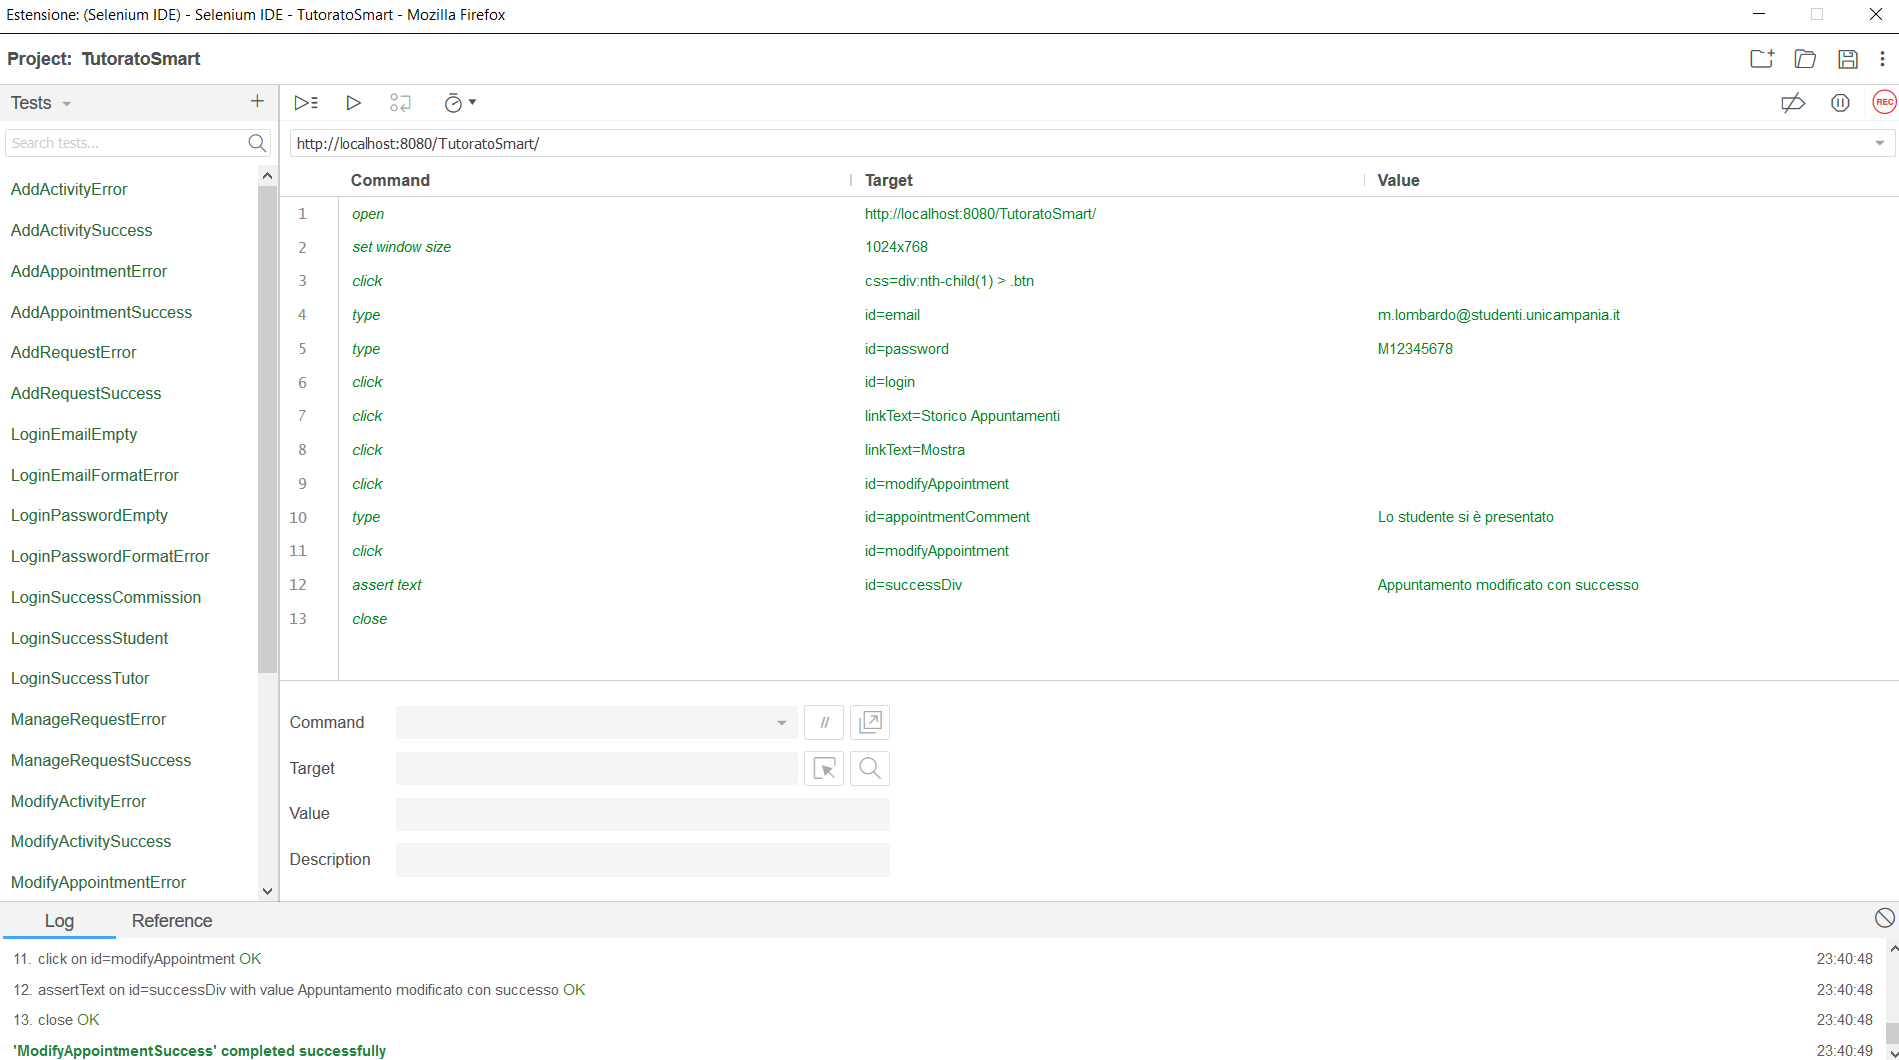 Estensione: (Selenium IDE) - Selenium IDE - TutoratoSmart - Mozilla Firefox
Project: TutoratoSmart
Tests
REC
Search tests...
http://localhost:8080/TutoratoSmart/
AddActivityError
AddActivitySuccess
AddAppointmentError
AddAppointmentSuccess
AddRequestError
AddRequestSuccess
LoginEmailEmpty
LoginEmailFormatError
LoginPasswordEmpty
LoginPasswordFormatError
LoginSuccessCommission
LoginSuccessStudent
LoginSuccessTutor
ManageRequestError
ManageRequestSuccess
ModifyActivityError
ModifyActivitySuccess
ModifyAppointmentError
Command Target Value
1 open http://localhost:8080/TutoratoSmart/
2 set window size 1024x768
3 click css=div:nth-child(1) > .btn
4 type id=email m.lombardo@studenti.unicampania.it
5 type id=password M12345678
6 click id=login
7 click linkText=Storico Appuntamenti
8 click linkText=Mostra
9 click id=modifyAppointment
10 type id=appointmentComment Lo studente si è presentato
11 click id=modifyAppointment
12 assert text id=successDiv Appuntamento modificato con successo
13 close
Command //
Target
Value
Description
Log Reference
11. click on id=modifyAppointment OK 23:40:48
12. assertText on id=successDiv with value Appuntamento modificato con successo OK 23:40:48
13. close OK 23:40:48
'ModifyAppointmentSuccess' completed successfully 23:40:49